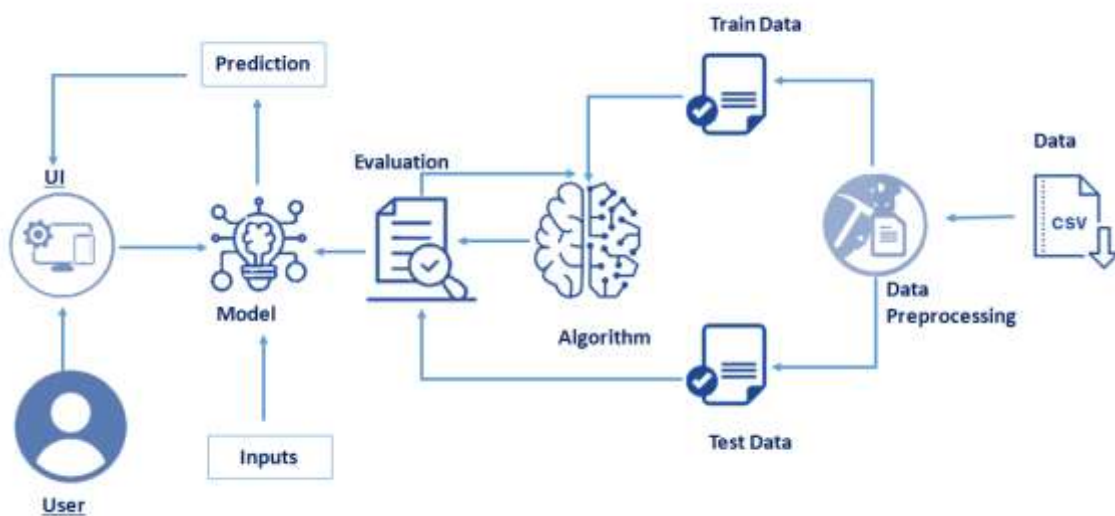 Train Data
Prediction
Data
Evaluation
UI
CSV
Model
Data
Preprocessing
Algorithm
Test Data
Inputs
User